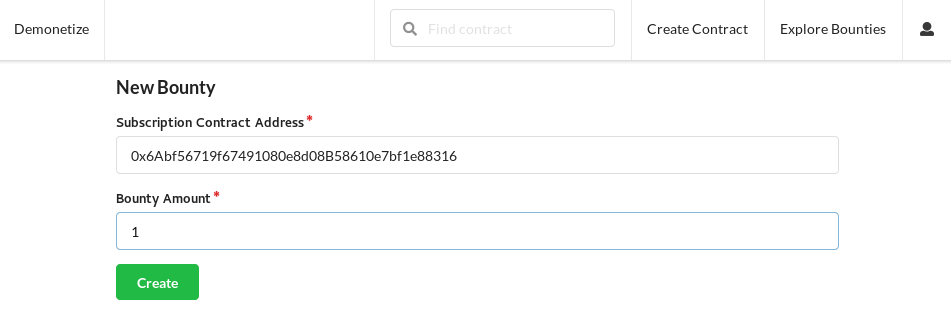 Demonetize
Find contract
Create Contract
Explore Bounties
New Bounty
Subscription Contract Address *
0x6Abf56719f67491080e8d08B58610e7bf1e88316
Bounty Amount *
1
Create